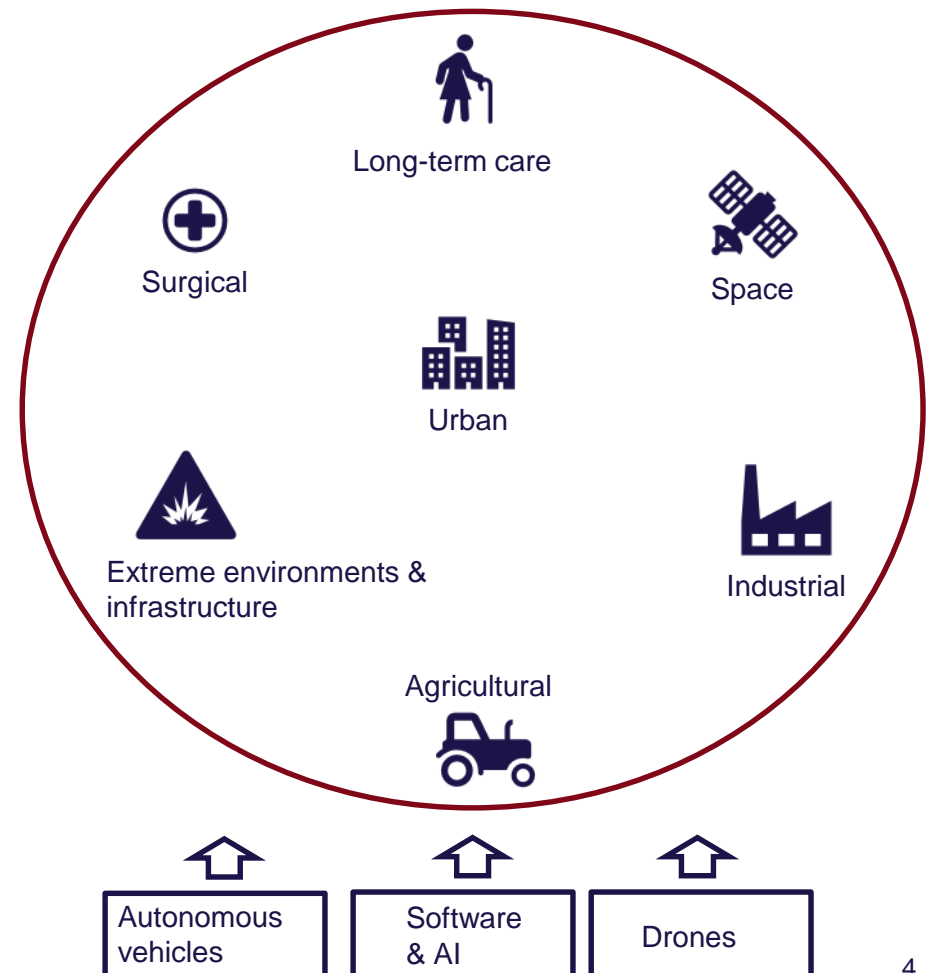 Long-term care
Surgical
Space
Urban
Extreme environments &
infrastructure
Industrial
Agricultural
Autonomous
vehicles
Software
& AI
Drones
4